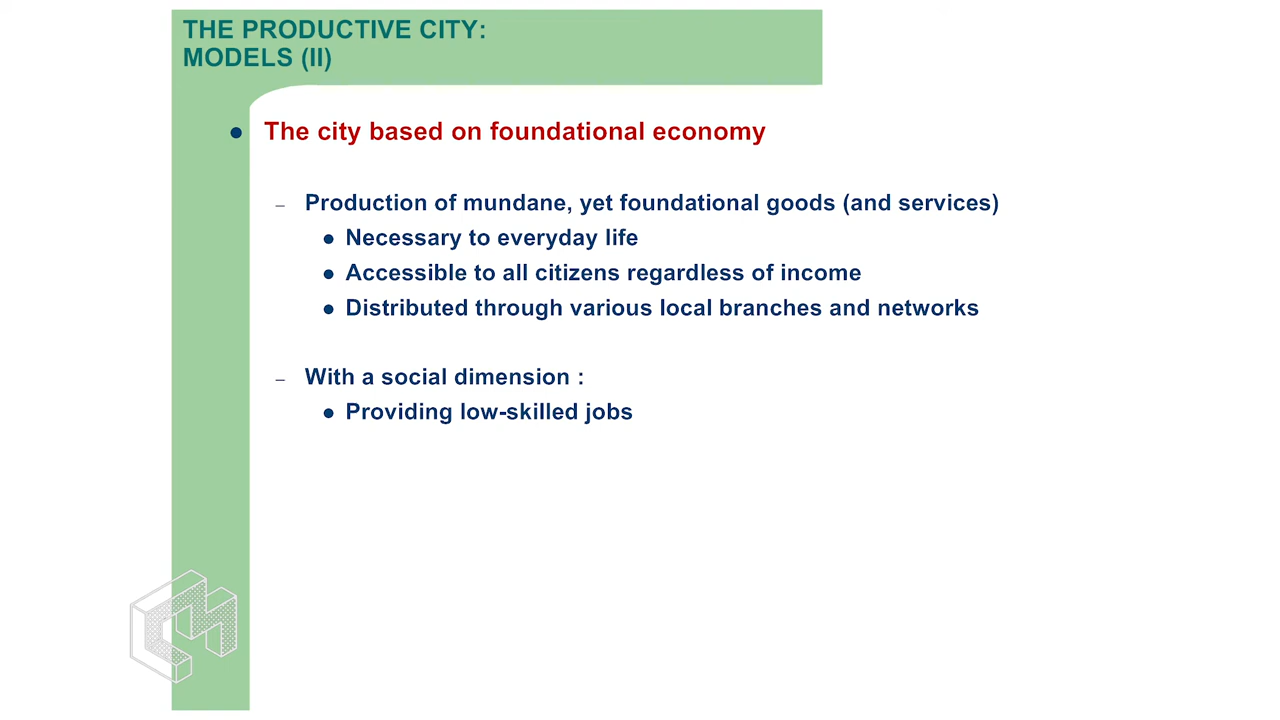 THE PRODUCTIVE CITY:
MODELS (II)
The city based on foundational economy
Production of mundane, yet foundational goods (and services)
Necessary to everyday life
Accessible to all citizens regardless of income
Distributed through various local branches and networks
With a social dimension :
Providing low-skilled jobs
CM